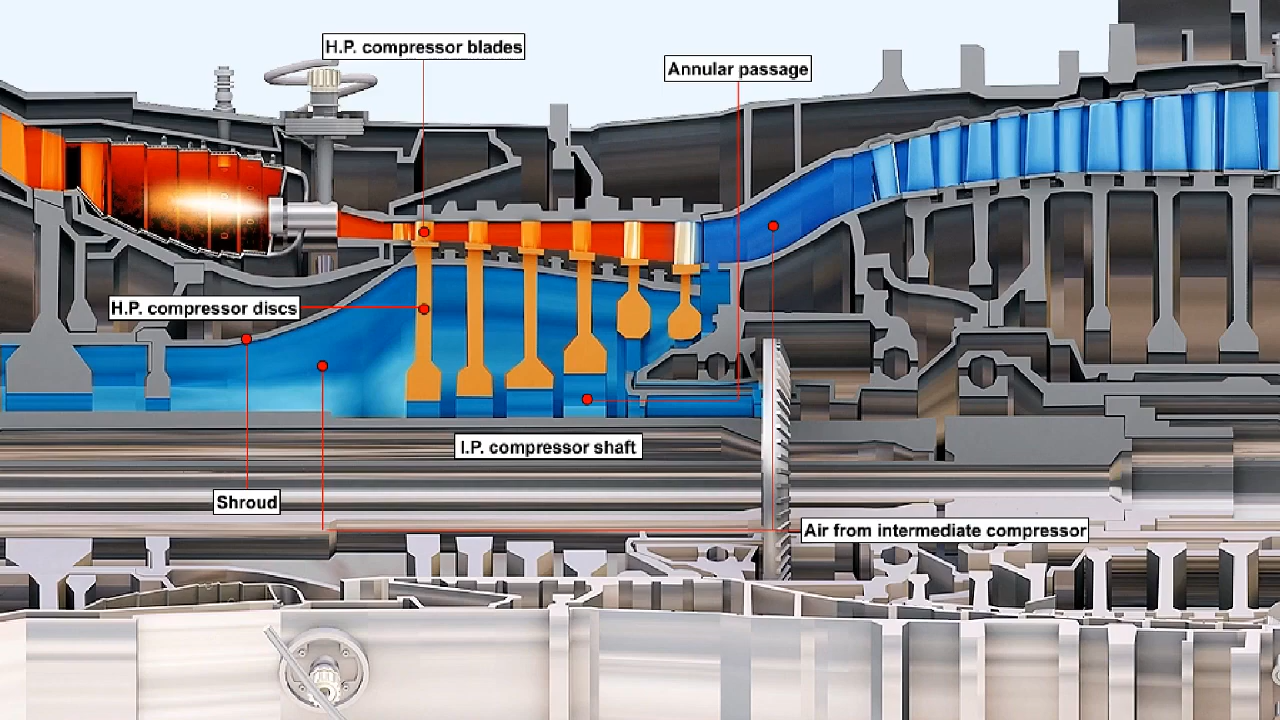 H.P. compressor blades
Annular passage
H.P. compressor discs
I.P. compressor shaft
Shroud
Air from intermediate compressor